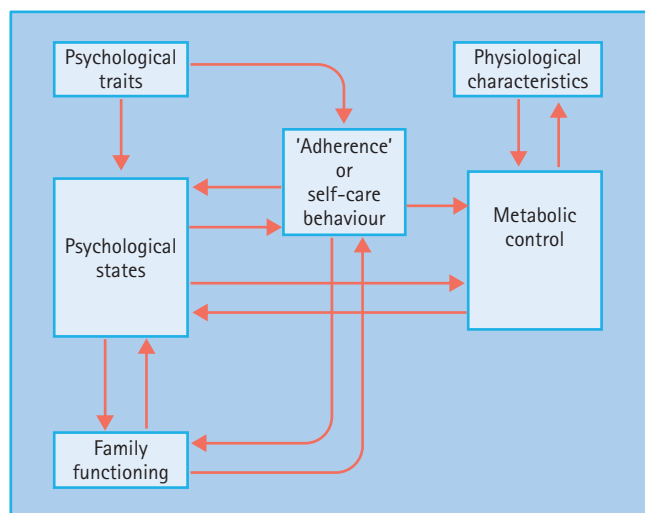 Psychological
traits
Physiological
characteristics
'Adherence'
or
self-care
behaviour
Psychological
states
Metabolic
control
Family
functioning